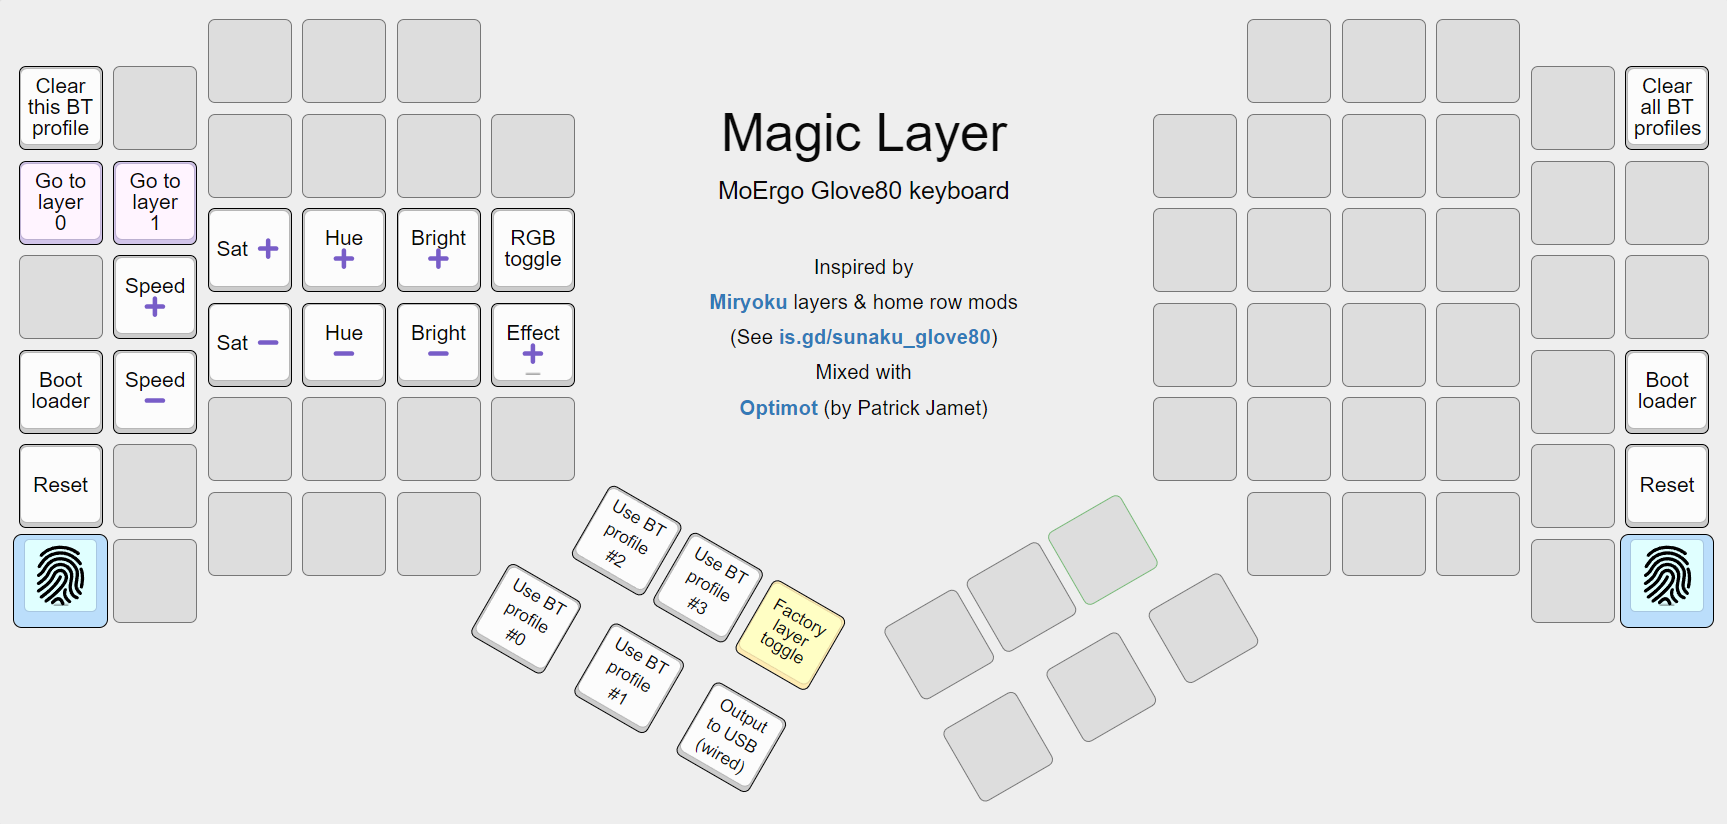 Clear
this BT
profile
Clear
all BT
profiles
Magic Layer
MoErgo Glove80 keyboard
Go to
layer
0
Go to
layer
1
Sat +
Hue
+
Bright
+
RGB
toggle
Inspired by
Miryoku layers & home row mods
(See is.gd/sunaku_glove80)
Mixed with
Optimot (by Patrick Jamet)
Speed
+
Sat −
Hue
−
Bright
−
Effect
+
_
Boot
loader
Speed
−
Boot
loader
Reset
Reset
Use BT
profile
#2
Use BT
profile
#3
Factory
layer
toggle
Use BT
profile
#0
Use BT
profile
#1
Output
to USB
(wired)